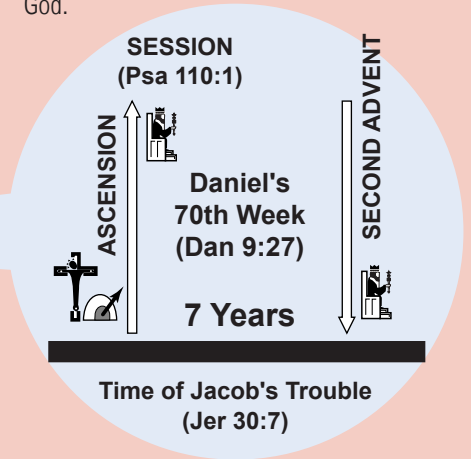 God.
SESSION
(Psa 110:1)
ASCENSION
SECOND ADVENT
Daniel's
70th Week
(Dan 9:27)
7 Years
Time of Jacob's Trouble
(Jer 30:7)